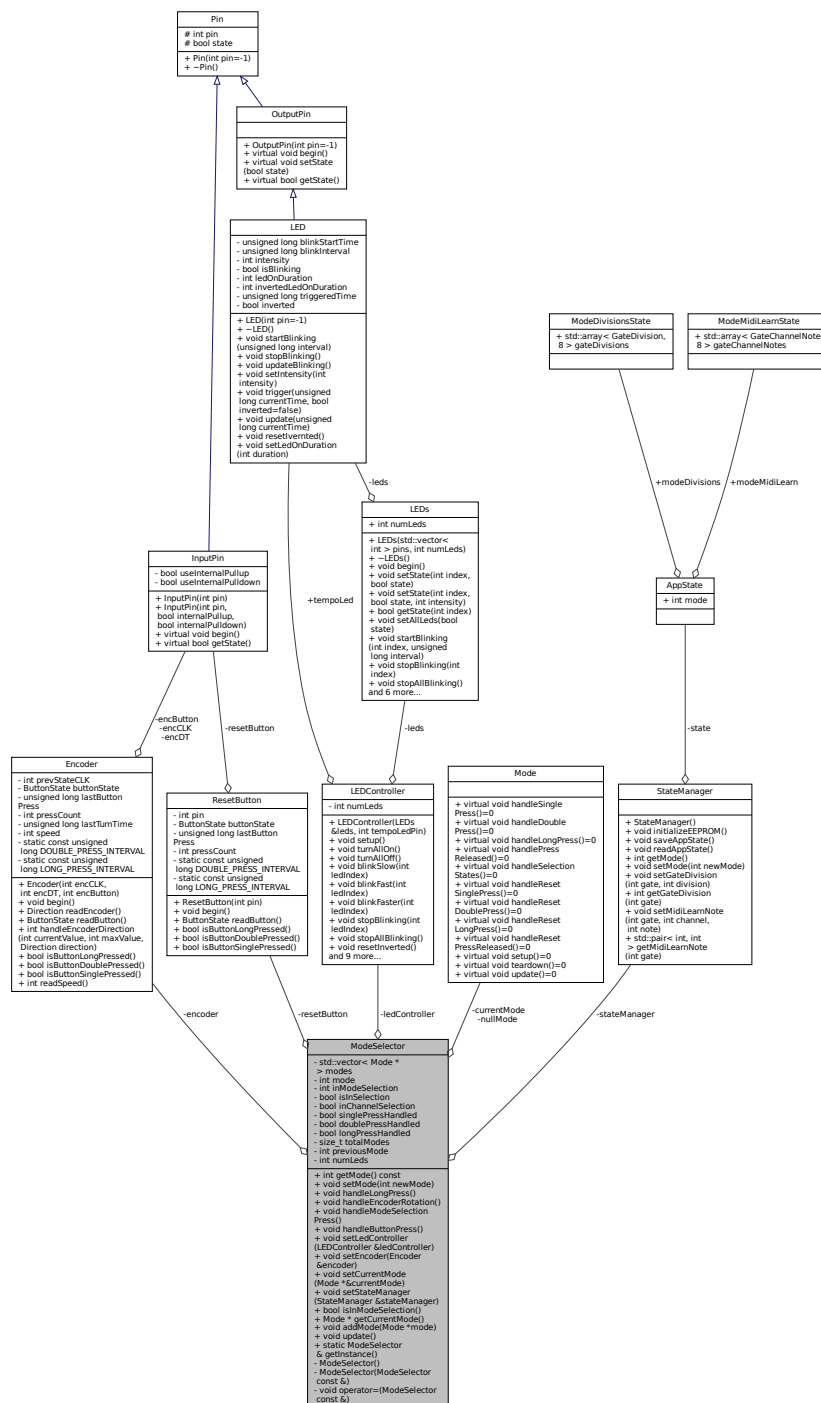 Pin
# int pin
# bool state
+ Pin(int pin=-1)
+ ~Pin()
OutputPin
+ OutputPin(int pin=-1)
+ virtual void begin()
+ virtual void setState
(bool state)
+ virtual bool getState()
LED
- unsigned long blinkStartTime
- unsigned long blinkInterval
- int intensity
- bool isBlinking
- int ledOnDuration
- int invertedLedOnDuration
- unsigned long triggeredTime
- bool inverted
+ LED(int pin=-1)
+ ~LED()
+ void startBlinking
(unsigned long interval)
+ void stopBlinking()
+ void updateBlinking()
+ void setIntensity(int
intensity)
+ void trigger(unsigned
long currentTime, bool
inverted=false)
+ void update(unsigned
long currentTime)
+ void resetIvernted()
+ void setLedOnDuration
(int duration)
ModeDivisionsState
+ std::array< GateDivision,
8 > gateDivisions
ModeMidiLearnState
+ std::array< GateChannelNote
8 > gateChannelNotes
-leds
+modeDivisions
+modeMidiLearn
LEDs
+ int numLeds
+ LEDs(std::vector<
int > pins, int numLeds)
+ ~LEDs()
+ void begin()
+ void setState(int index,
bool state)
+ void setState(int index,
bool state, int intensity)
+ bool getState(int index)
+ void setAllLeds(bool
state)
+ void startBlinking
(int index, unsigned
long interval)
+ void stopBlinking(int
index)
+ void stopAllBlinking()
and 6 more...
InputPin
- bool useInternalPullup
- bool useInternalPulldown
+ InputPin(int pin)
+ InputPin(int pin,
bool internalPullup,
bool internalPulldown)
+ virtual void begin()
+ virtual bool getState()
+tempoLed
AppState
+ int mode
-encButton
-encCLK
-encDT
-resetButton
-leds
-state
Encoder
- int prevStateCLK
- ButtonState buttonState
- unsigned long lastButton
Press
- int pressCount
- unsigned long lastTurnTime
- int speed
- static const unsigned
long DOUBLE_PRESS_INTERVAL
- static const unsigned
long LONG_PRESS_INTERVAL
+ Encoder(int encCLK,
int encDT, int encButton)
+ void begin()
+ Direction readEncoder()
+ ButtonState readButton()
+ int handleEncoderDirection
(int currentValue, int maxValue,
Direction direction)
+ bool isButtonLongPressed()
+ bool isButtonDoublePressed()
+ bool isButtonSinglePressed()
+ int readSpeed()
ResetButton
- int pin
- ButtonState buttonState
- unsigned long lastButton
Press
- int pressCount
- static const unsigned
long DOUBLE_PRESS_INTERVAL
- static const unsigned
long LONG_PRESS_INTERVAL
+ ResetButton(int pin)
+ void begin()
+ ButtonState readButton()
+ bool isButtonLongPressed()
+ bool isButtonDoublePressed()
+ bool isButtonSinglePressed()
LEDController
- int numLeds
+ LEDController(LEDs
&leds, int tempoLedPin)
+ void setup()
+ void turnAllOn()
+ void turnAllOff()
+ void blinkSlow(int
ledIndex)
+ void blinkFast(int
ledIndex)
+ void blinkFaster(int
ledIndex)
+ void stopBlinking(int
ledIndex)
+ void stopAllBlinking()
+ void resetInverted()
and 9 more...
Mode
+ virtual void handleSingle
Press()=0
+ virtual void handleDouble
Press()=0
+ virtual void handleLongPress()=0
+ virtual void handlePress
Released()=0
+ virtual void handleSelection
States()=0
+ virtual void handleReset
SinglePress()=0
+ virtual void handleReset
DoublePress()=0
+ virtual void handleReset
LongPress()=0
+ virtual void handleReset
PressReleased()=0
+ virtual void setup()=0
+ virtual void teardown()=0
+ virtual void update()=0
StateManager
+ StateManager()
+ void initializeEEPROM()
+ void saveAppState()
+ void readAppState()
+ int getMode()
+ void setMode(int newMode)
+ void setGateDivision
(int gate, int division)
+ int getGateDivision
(int gate)
+ void setMidiLearnNote
(int gate, int channel,
int note)
+ std::pair< int, int
> getMidiLearnNote
(int gate)
-encoder
-resetButton
-ledController
-currentMode
-nullMode
-stateManager
ModeSelector
- std::vector< Mode *
> modes
- int mode
- int inModeSelection
- bool isInSelection
- bool inChannelSelection
- bool singlePressHandled
- bool doublePressHandled
- bool longPressHandled
- size_t totalModes
- int previousMode
- int numLeds
+ int getMode() const
+ void setMode(int newMode)
+ void handleLongPress()
+ void handleEncoderRotation()
+ void handleModeSelection
Press()
+ void handleButtonPress()
+ void setLedController
(LEDController &ledController)
+ void setEncoder(Encoder
&encoder)
+ void setCurrentMode
(Mode *&currentMode)
+ void setStateManager
(StateManager &stateManager)
+ bool isInModeSelection()
+ Mode * getCurrentMode()
+ void addMode(Mode *mode)
+ void update()
+ static ModeSelector
& getInstance()
- ModeSelector()
- ModeSelector(ModeSelector
const &)
- void operator=(ModeSelector
const &)